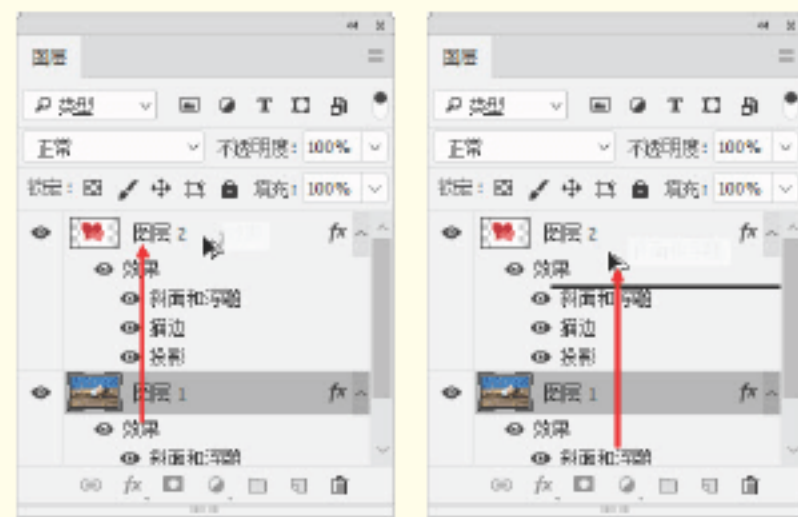 图层
类型
正常 不透明度: 100%
锁定: 填充: 100%
图层 2
效果
斜面和浮雕
描边
投影
图层 1
效果
斜面和浮雕
图层
类型
正常 不透明度: 100%
锁定: 填充: 100%
图层 2
效果
斜面和浮雕
描边
投影
图层 1
效果
斜面和浮雕